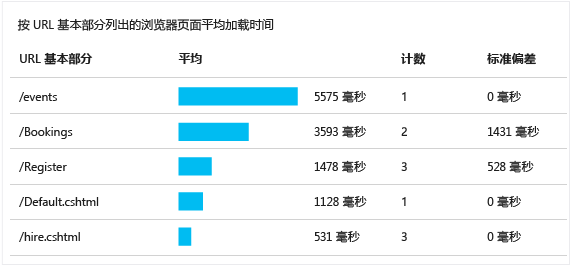 按 URL 基本部分列出的浏览器页面平均加载时间
URL 基本部分 平均 计数 标准偏差
/events 5575 毫秒 1 0 毫秒
/Bookings 3593 毫秒 2 1431 毫秒
/Register 1478 毫秒 3 528 毫秒
/Default.cshtml 1128 毫秒 1 0 毫秒
/hire.cshtml 531 毫秒 3 0 毫秒